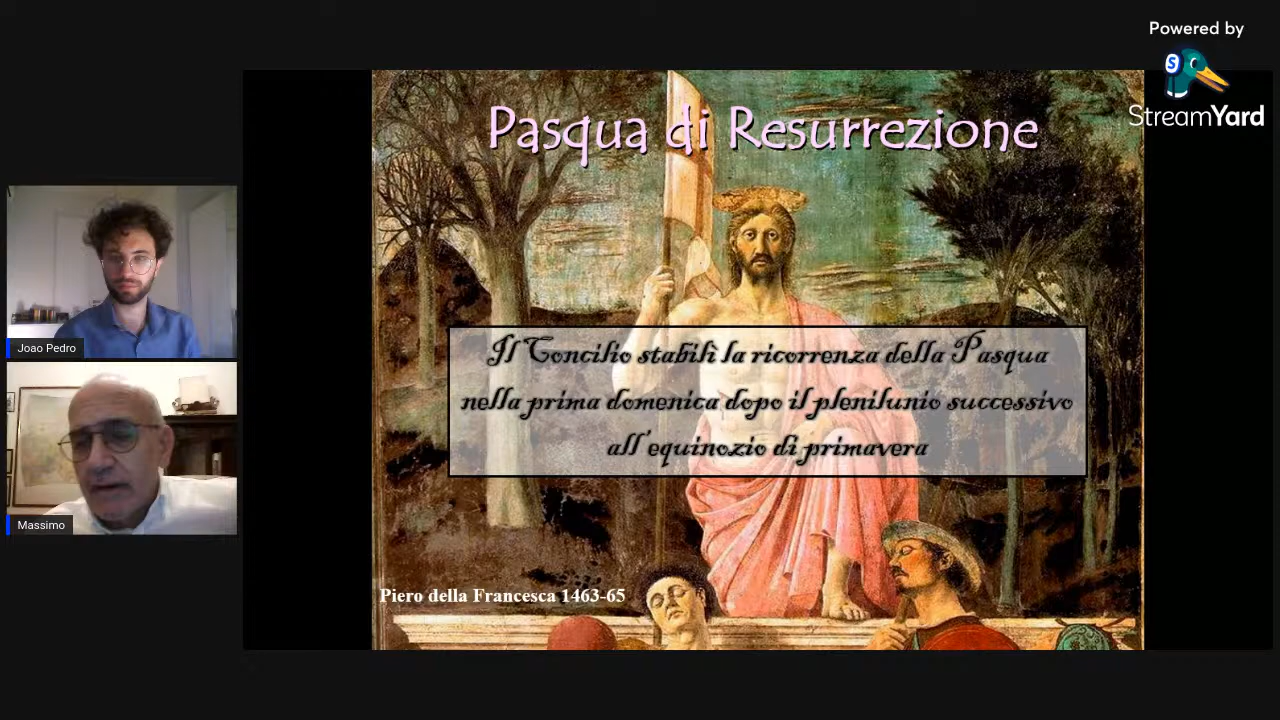 Powered by
StreamYard
Pasqua di Resurrezione
Il Concilio stabilì la ricorrenza della Pasqua
nella prima domenica dopo il plenilunio successivo
all'equinozio di primavera
Piero della Francesca 1463-65
Joao Pedro
Massimo